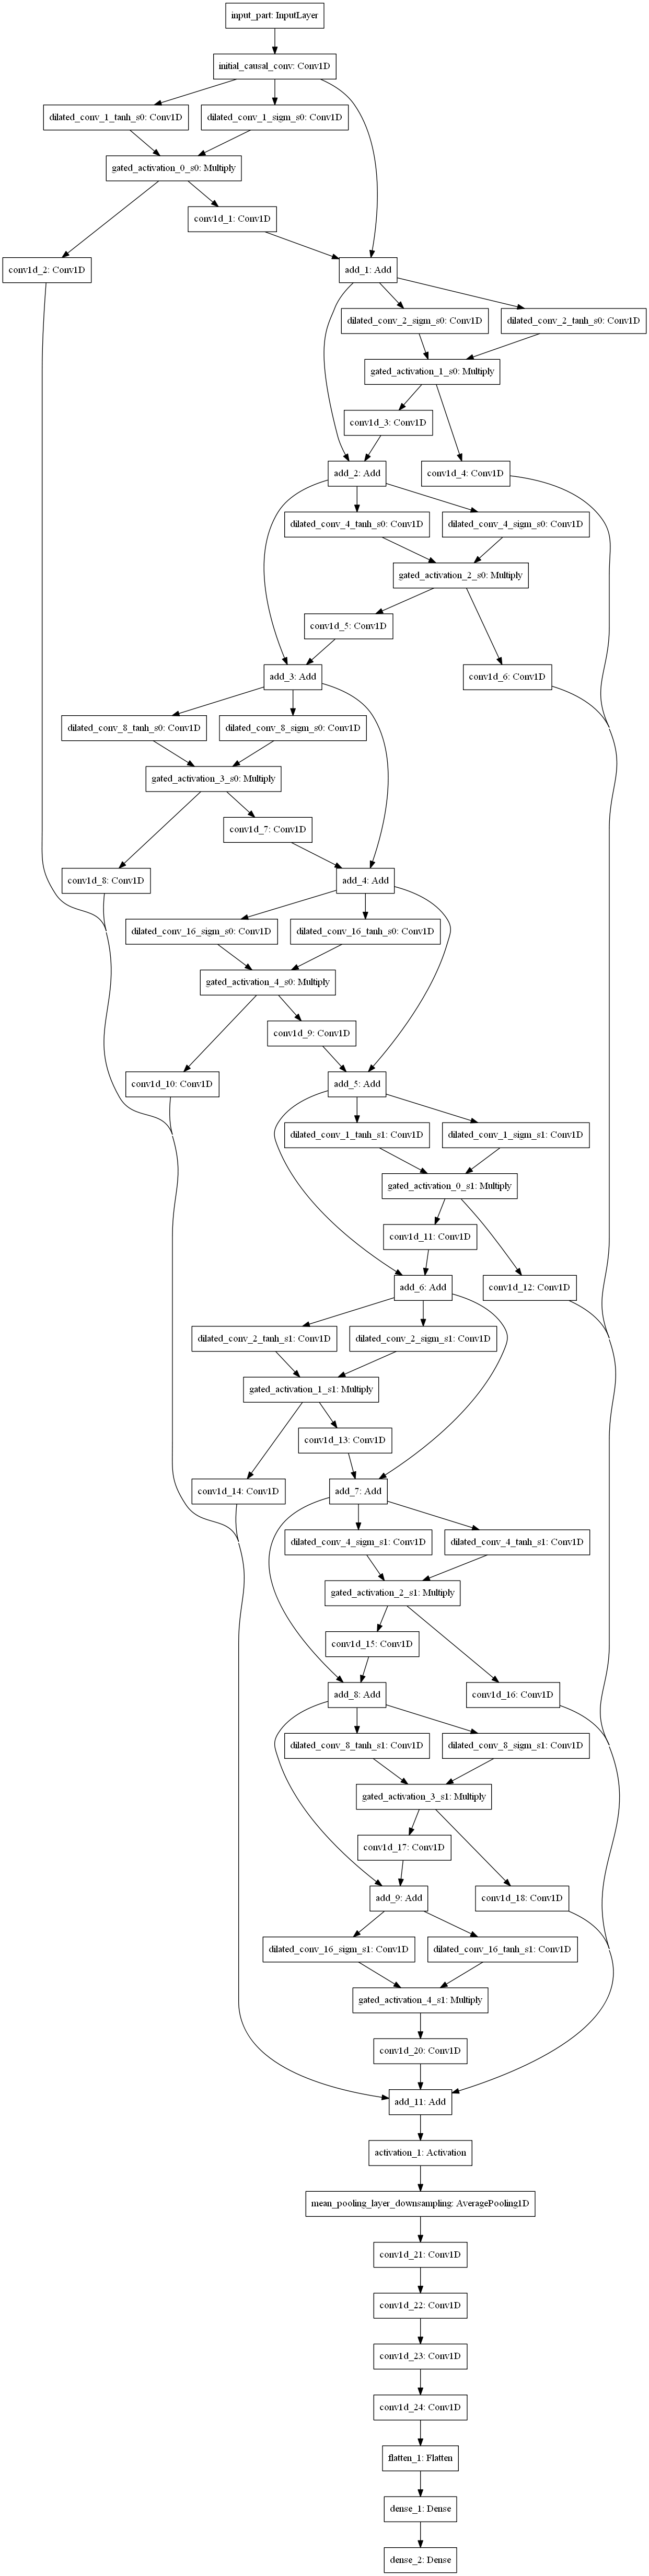 input_part: InputLayer
initial_causal_conv: Conv1D
dilated_conv_1_tanh_s0: Conv1D
dilated_conv_1_sigm_s0: Conv1D
gated_activation_0_s0: Multiply
conv1d_1: Conv1D
conv1d_2: Conv1D
add_1: Add
dilated_conv_2_sigm_s0: Conv1D
dilated_conv_2_tanh_s0: Conv1D
gated_activation_1_s0: Multiply
conv1d_3: Conv1D
add_2: Add
conv1d_4: Conv1D
dilated_conv_4_tanh_s0: Conv1D
dilated_conv_4_sigm_s0: Conv1D
gated_activation_2_s0: Multiply
conv1d_5: Conv1D
add_3: Add
conv1d_6: Conv1D
dilated_conv_8_tanh_s0: Conv1D
dilated_conv_8_sigm_s0: Conv1D
gated_activation_3_s0: Multiply
conv1d_7: Conv1D
conv1d_8: Conv1D
add_4: Add
dilated_conv_16_sigm_s0: Conv1D
dilated_conv_16_tanh_s0: Conv1D
gated_activation_4_s0: Multiply
conv1d_9: Conv1D
conv1d_10: Conv1D
add_5: Add
dilated_conv_1_tanh_s1: Conv1D
dilated_conv_1_sigm_s1: Conv1D
gated_activation_0_s1: Multiply
conv1d_11: Conv1D
add_6: Add
conv1d_12: Conv1D
dilated_conv_2_tanh_s1: Conv1D
dilated_conv_2_sigm_s1: Conv1D
gated_activation_1_s1: Multiply
conv1d_13: Conv1D
conv1d_14: Conv1D
add_7: Add
dilated_conv_4_sigm_s1: Conv1D
dilated_conv_4_tanh_s1: Conv1D
gated_activation_2_s1: Multiply
conv1d_15: Conv1D
add_8: Add
conv1d_16: Conv1D
dilated_conv_8_tanh_s1: Conv1D
dilated_conv_8_sigm_s1: Conv1D
gated_activation_3_s1: Multiply
conv1d_17: Conv1D
add_9: Add
conv1d_18: Conv1D
dilated_conv_16_sigm_s1: Conv1D
dilated_conv_16_tanh_s1: Conv1D
gated_activation_4_s1: Multiply
conv1d_20: Conv1D
add_11: Add
activation_1: Activation
mean_pooling_layer_downsampling: AveragePooling1D
conv1d_21: Conv1D
conv1d_22: Conv1D
conv1d_23: Conv1D
conv1d_24: Conv1D
flatten_1: Flatten
dense_1: Dense
dense_2: Dense